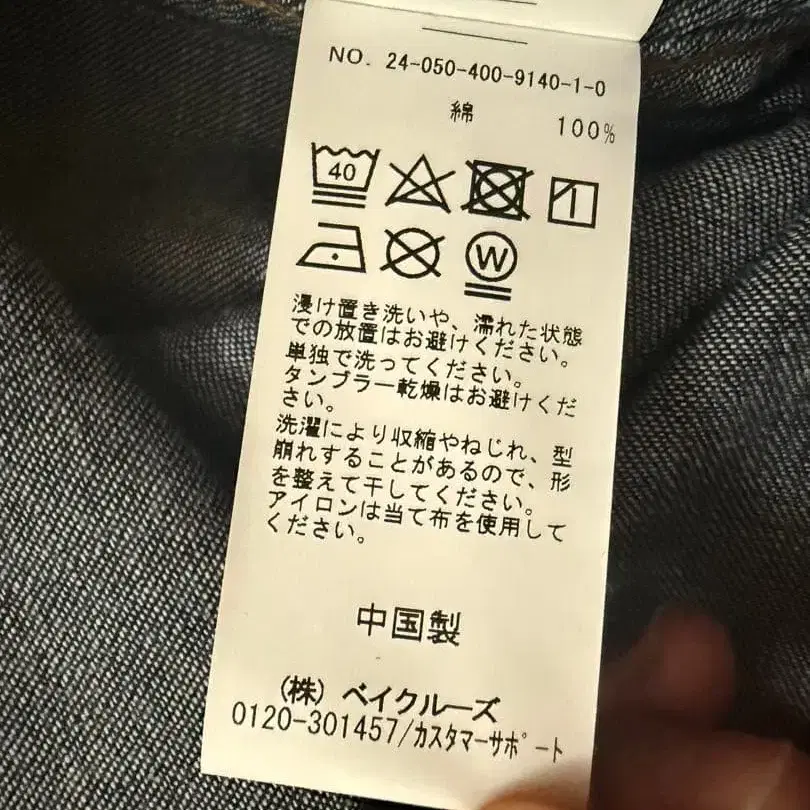 NO. 24-050-400-9140-1-0
綿 100%
40
W
浸け置き洗いや、濡れた状態
での放置はお避けください。
単独で洗ってください。
タンブラー乾燥はお避けくだ
さい。
洗濯により収縮やねじれ、型
崩れすることがあるので、形
を整えて干してください。
アイロンは当て布を使用して
ください。
中国製
(株) ベイクルーズ
0120-301457/カスタマーサポート